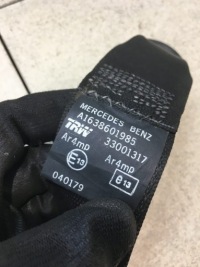 MERCEDES BENZ
A1638601985
TRW 33001317
Ar4mp Ar4mp
E13 e13
040179